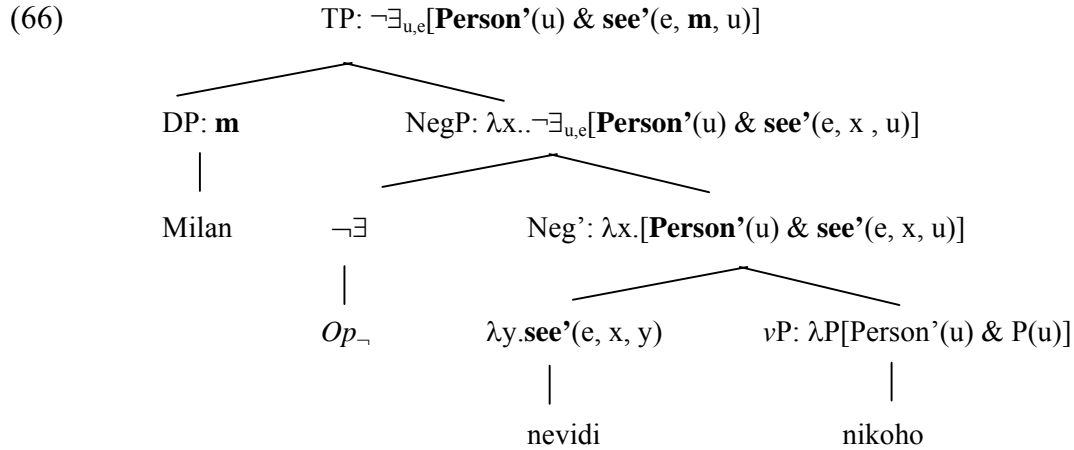 (66) TP: ¬∃u,e[Person’(u) & see’(e, m, u)]
DP: m NegP: λx..¬∃u,e[Person’(u) & see’(e, x , u)]
Milan ¬∃ Neg’: λx.[Person’(u) & see’(e, x, u)]
Op¬ λy.see’(e, x, y) vP: λP[Person’(u) & P(u)]
nevidi nikoho